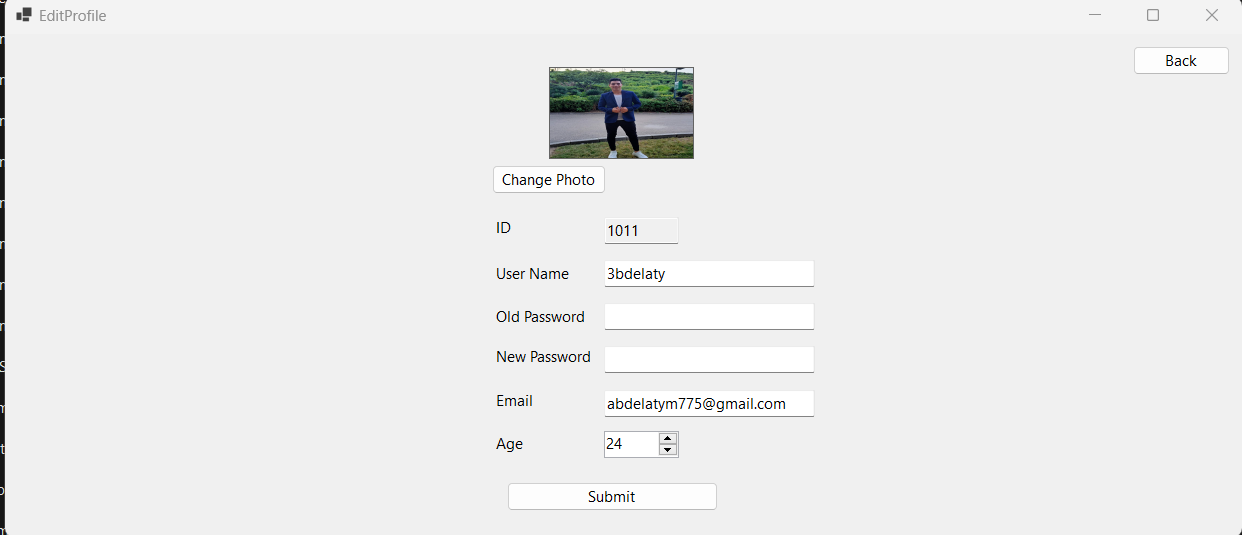 EditProfile
Back
Change Photo
ID 1011
User Name 3bdelaty
Old Password
New Password
Email abdelatym775@gmail.com
Age 24
Submit